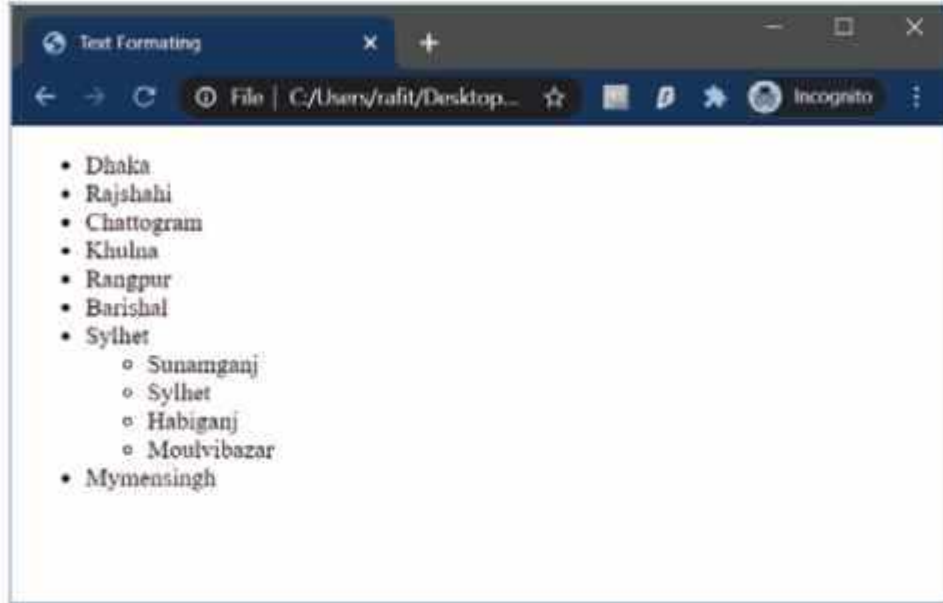 Text Formating
File | C:/Users/rafit/Desktop...
Incognito
Dhaka
Rajshahi
Chattogram
Khulna
Rangpur
Barishal
Sylhet
Sunamganj
Sylhet
Habiganj
Moulvibazar
Mymensingh